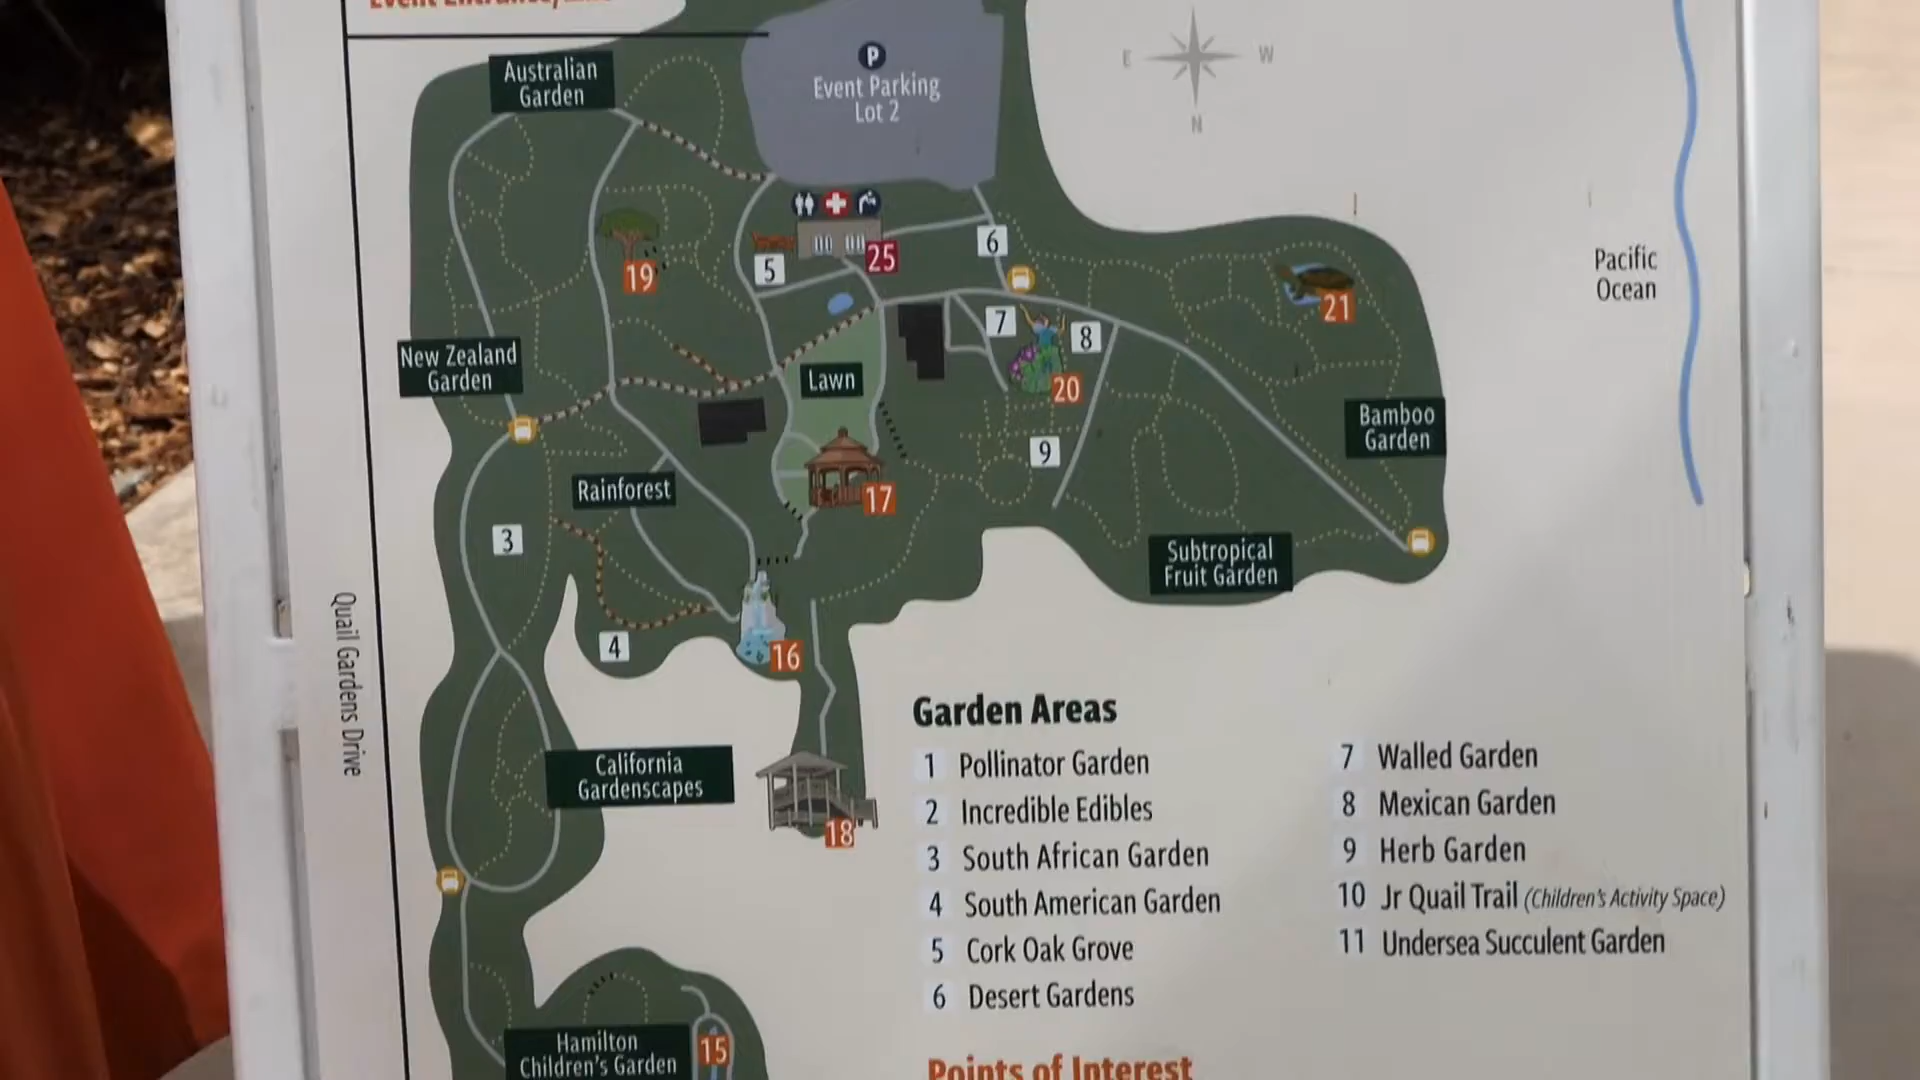 Australian
Garden
P
Event Parking
Lot 2
E
W
N
6
25
5
19
21
Pacific
Ocean
7
8
New Zealand
Garden
Lawn
20
Bamboo
Garden
9
Rainforest
17
3
Subtropical
Fruit Garden
4
16
Quail Gardens Drive
California
Gardenscapes
18
Hamilton
Children's Garden
15
Garden Areas
1 Pollinator Garden
2 Incredible Edibles
3 South African Garden
4 South American Garden
5 Cork Oak Grove
6 Desert Gardens
7 Walled Garden
8 Mexican Garden
9 Herb Garden
10 Jr Quail Trail (Children's Activity Space)
11 Undersea Succulent Garden
Points of Interest